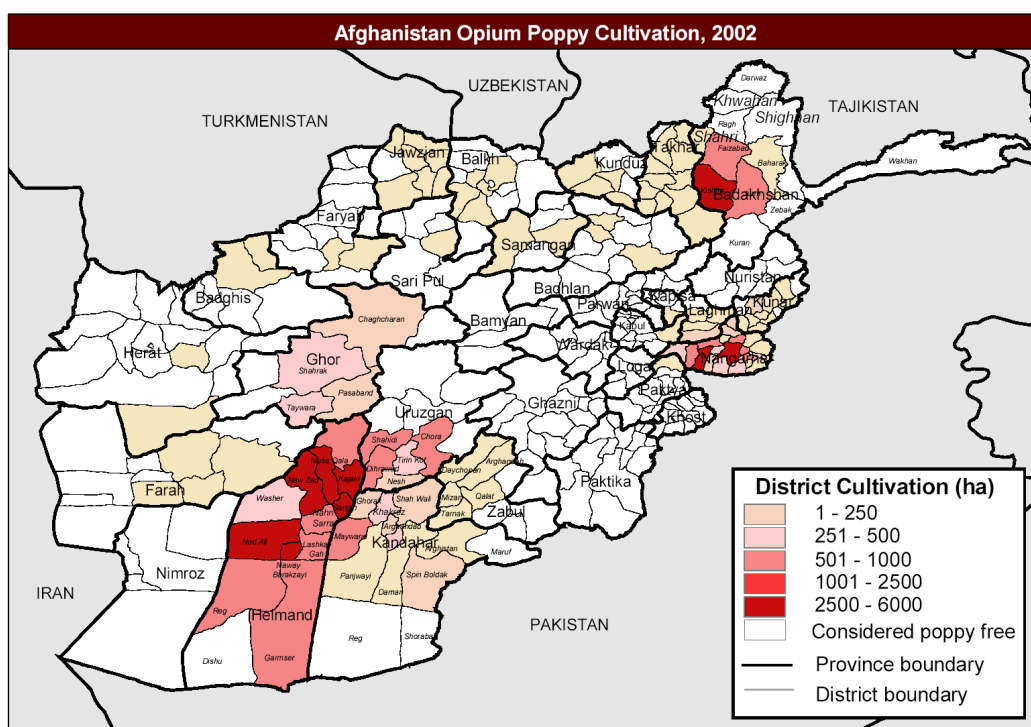 Afghanistan Opium Poppy Cultivation, 2002
UZBEKISTAN
TURKMENISTAN
TAJIKISTAN
Darwaz
Khwahan
Shighnan
Ragh
Shahri
Faizabad
Baharak
Wakhan
Jawzjan
Balkh
Kunduz
Takhar
Kishim
Badakhshan
Zebak
Faryab
Samangan
Kuran
Sari Pul
Badghis
Baghlan
Nuristan
Parwan
Kapisa
Kunar
Laghman
Chaghcharan
Bamyan
Kabul
Herat
Ghor
Shahrak
Wardak
Nangarhar
Logar
Pasaband
Taywara
Uruzgan
Ghazni
Paktya
Khost
Shahidi
Chora
Musa Qala
Tirin Kot
Dihrawud
Daychopan
Arghandab
Naw Zad
Kajaki
Nesh
Farah
Washer
Ghorak
Shah Wali
Mizan
Qalat
Paktika
Sangin
Nahri
Khakrez
Tarnak
Zabul
Sarraj
Arghandab
Nad Ali
Lashkar
Gah
Maywand
Kandahar
Arghistan
Maruf
Naway
Barakzayi
Nimroz
Panjwayi
Spin Boldak
Daman
IRAN
Reg
Helmand
PAKISTAN
Reg
Shorabak
Dishu
Garmser
District Cultivation (ha)
1 - 250
251 - 500
501 - 1000
1001 - 2500
2500 - 6000
Considered poppy free
Province boundary
District boundary